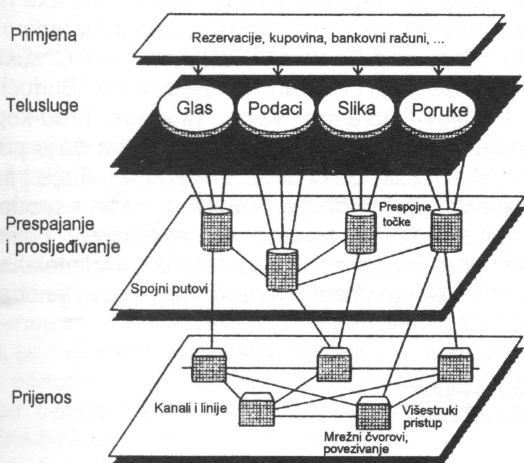 Primjena
Rezervacije, kupovina, bankovni računi, ...
Telusluge
Glas
Podaci
Slika
Poruke
Prespajanje
i prosljeđivanje
Prespojne
točke
Spojni putovi
Prijenos
Kanali i linije
Višestruki
pristup
Mrežni čvorovi,
povezivanje